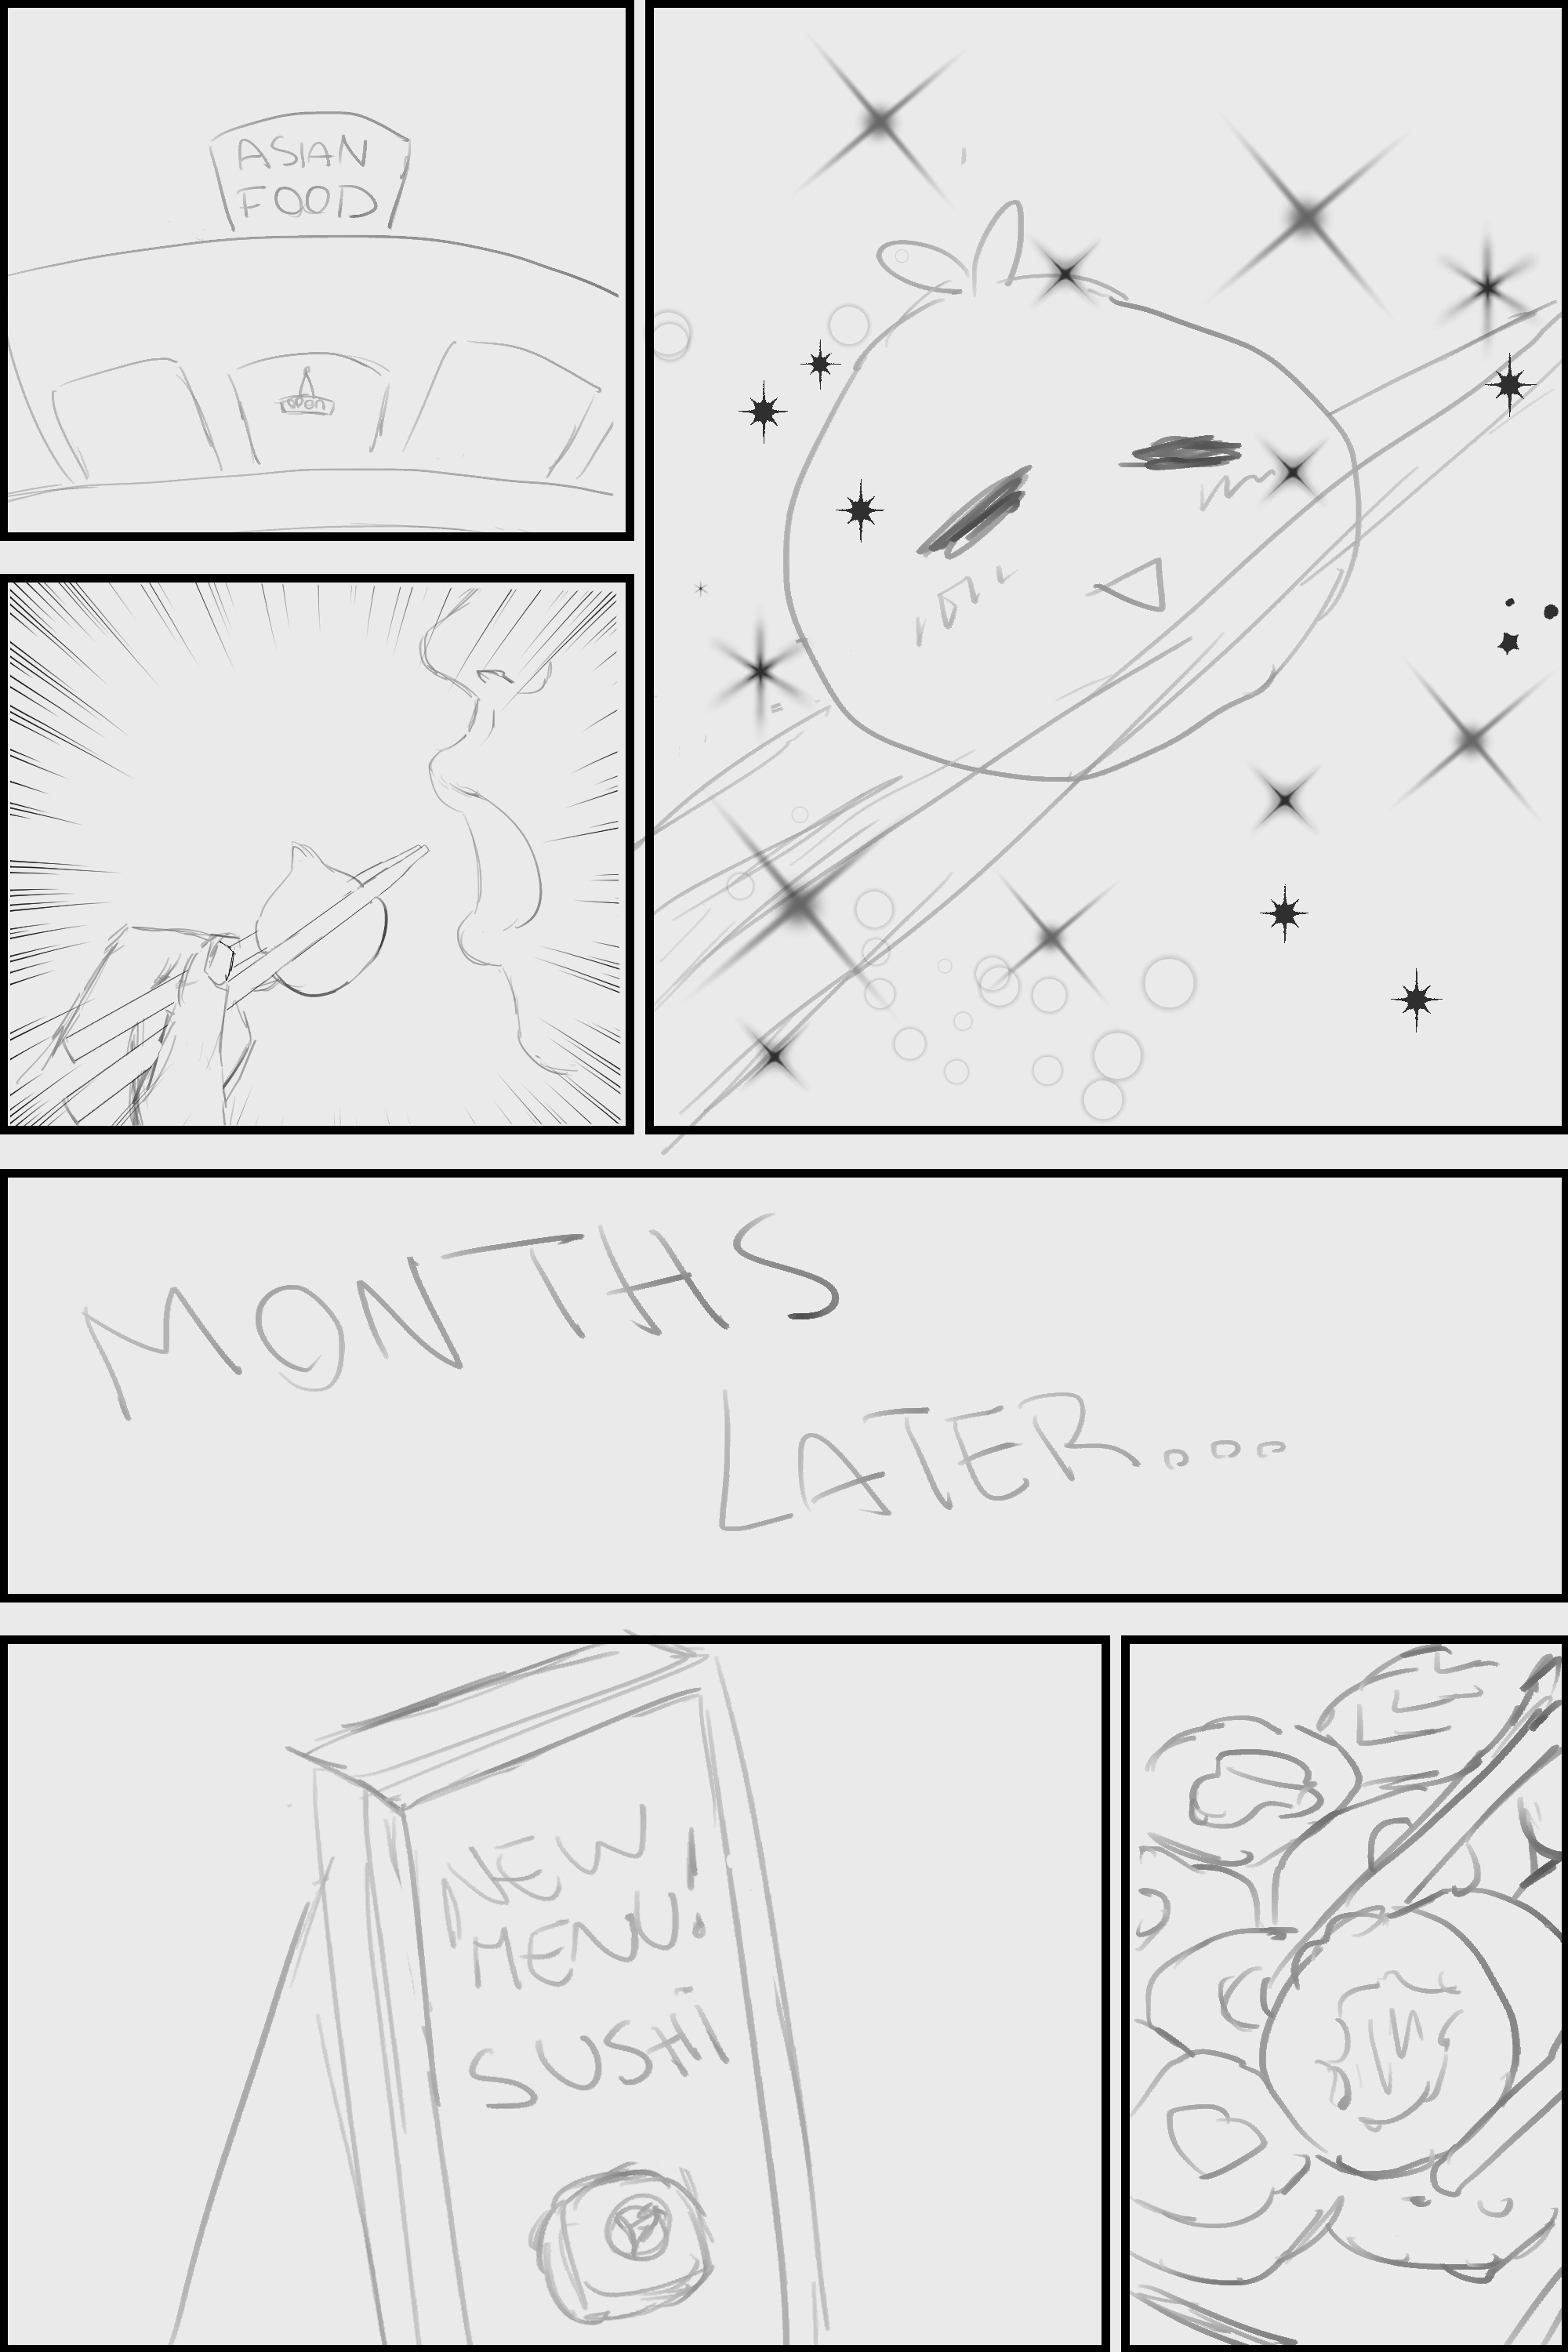 ASIAN
FOOD
OPEN
MONTHS
LATER...
NEW
MENU!
SUSHi